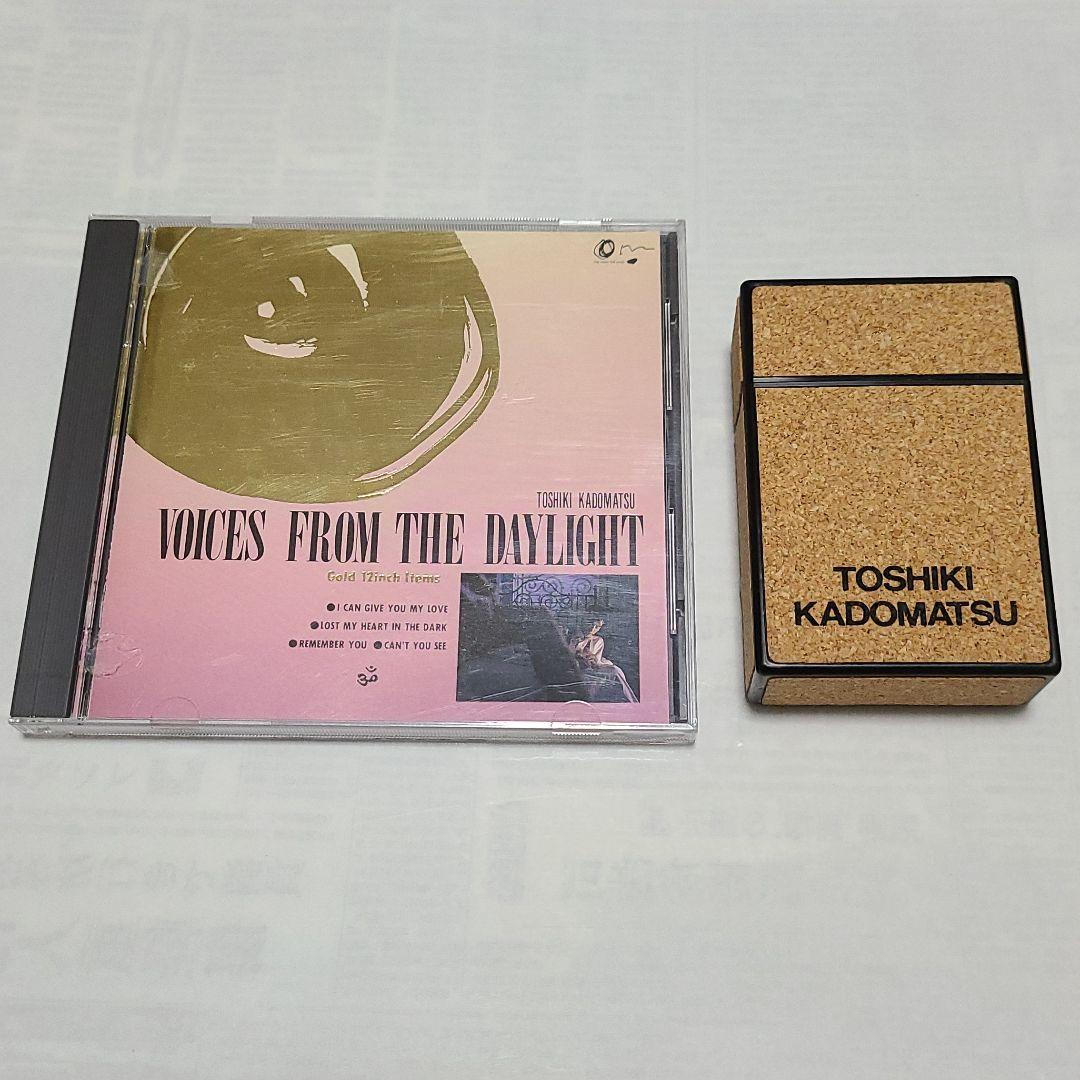 TOSHIKI KADOMATSU
VOICES FROM THE DAYLIGHT
Gold 12inch Items
●I CAN GIVE YOU MY LOVE
●LOST MY HEART IN THE DARK
●REMEMBER YOU ●CAN'T YOU SEE
ॐ
TOSHIKI
KADOMATSU